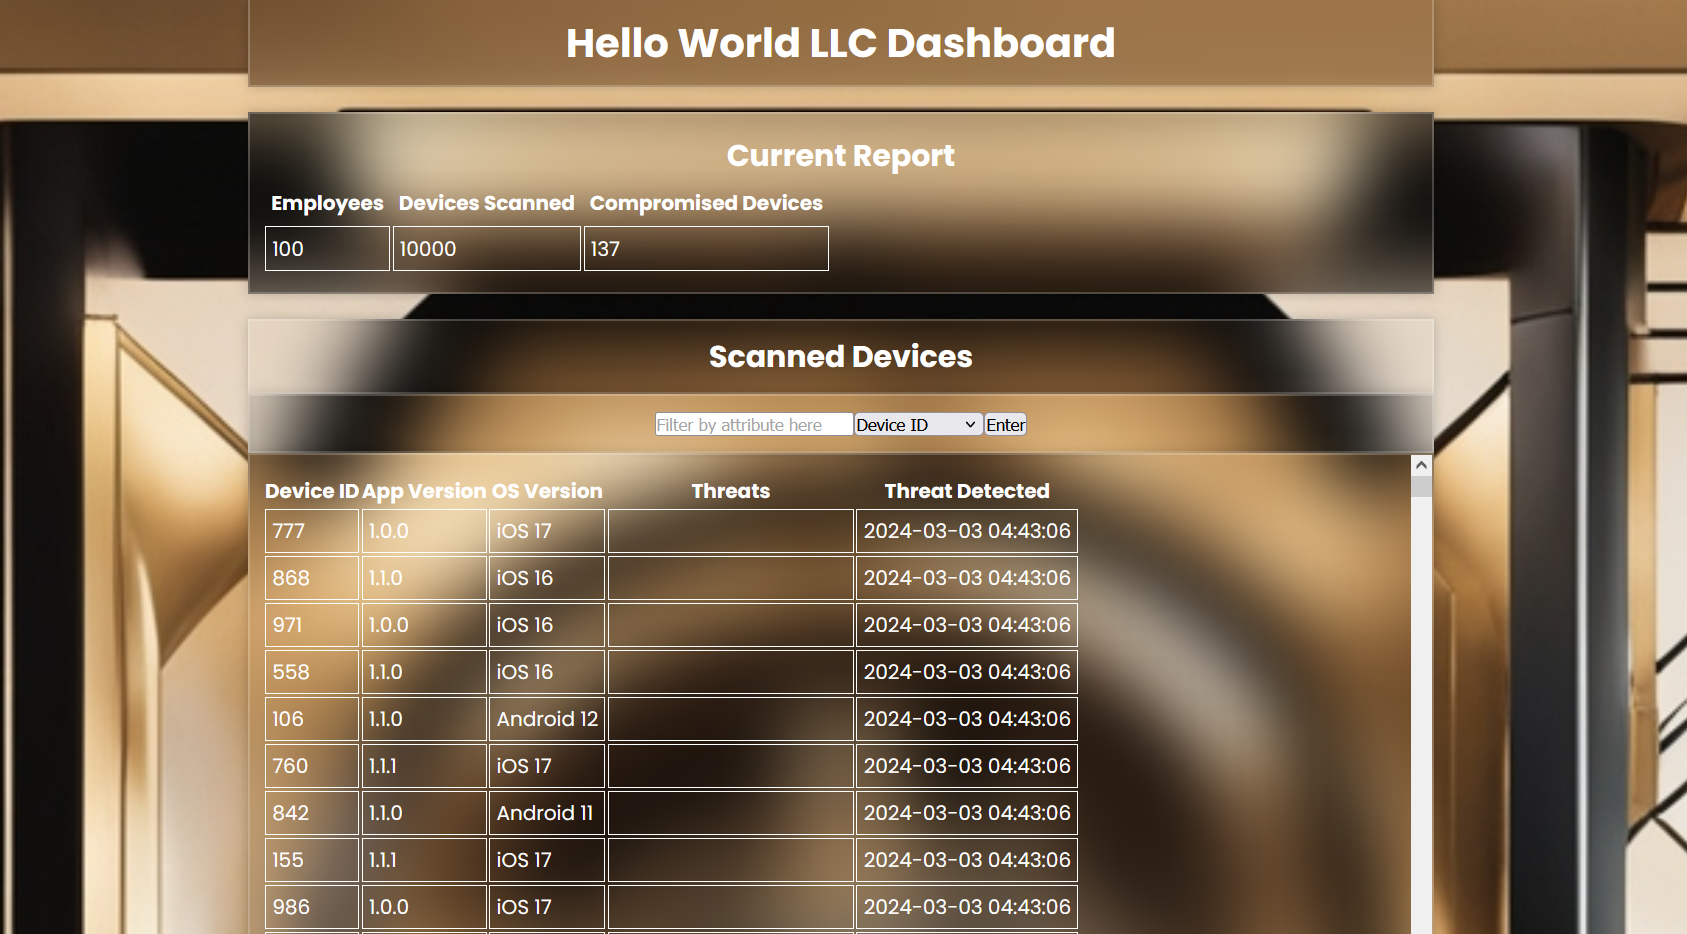 Hello World LLC Dashboard
Current Report
Employees Devices Scanned Compromised Devices
100 10000 137
Scanned Devices
Filter by attribute here Device ID Enter
Device ID App Version OS Version Threats Threat Detected
777 1.0.0 iOS 17 2024-03-03 04:43:06
868 1.1.0 iOS 16 2024-03-03 04:43:06
971 1.0.0 iOS 16 2024-03-03 04:43:06
558 1.1.0 iOS 16 2024-03-03 04:43:06
106 1.1.0 Android 12 2024-03-03 04:43:06
760 1.1.1 iOS 17 2024-03-03 04:43:06
842 1.1.0 Android 11 2024-03-03 04:43:06
155 1.1.1 iOS 17 2024-03-03 04:43:06
986 1.0.0 iOS 17 2024-03-03 04:43:06